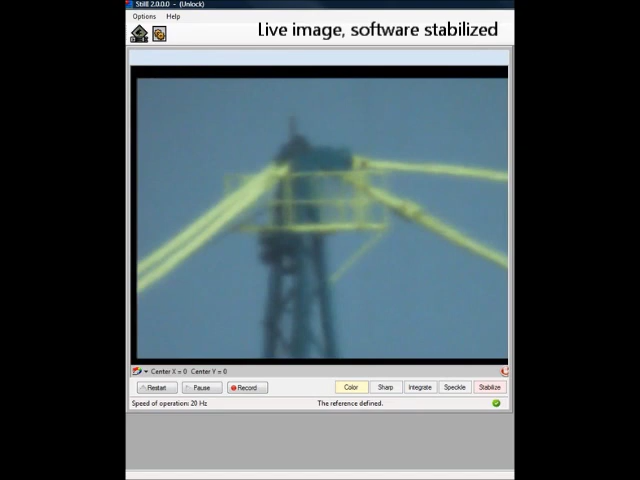 StillI 2.0.0.0 - (Unlock)
Options Help
Live image, software stabilized
Center X = 0 Center Y = 0
Restart Pause Record Color Sharp Integrate Speckle Stabilize
Speed of operation: 20 Hz The reference defined.